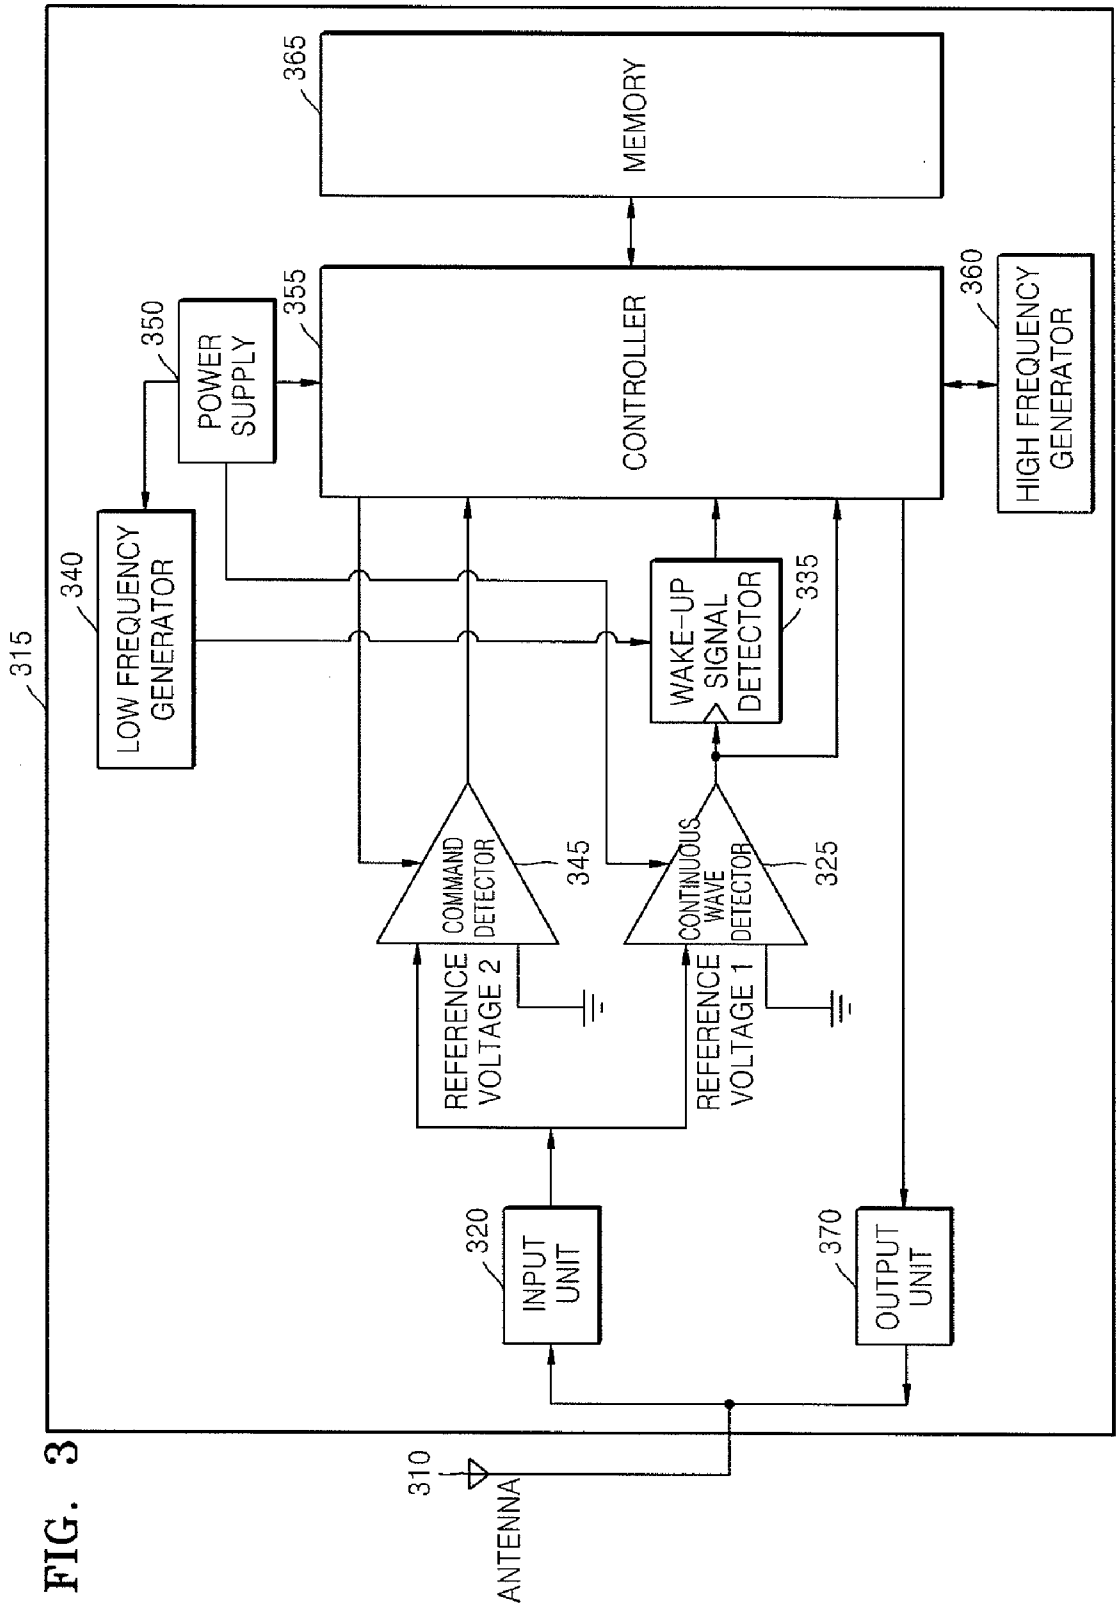 FIG. 3
315
340
LOW FREQUENCY
GENERATOR
350
POWER
SUPPLY
310
ANTENNA
320
INPUT
UNIT
REFERENCE
VOLTAGE 2
COMMAND
DETECTOR
345
REFERENCE
VOLTAGE 1
CONTINUOUS
WAVE
DETECTOR
325
WAKE-UP
SIGNAL
DETECTOR
335
355
CONTROLLER
365
MEMORY
370
OUTPUT
UNIT
360
HIGH FREQUENCY
GENERATOR